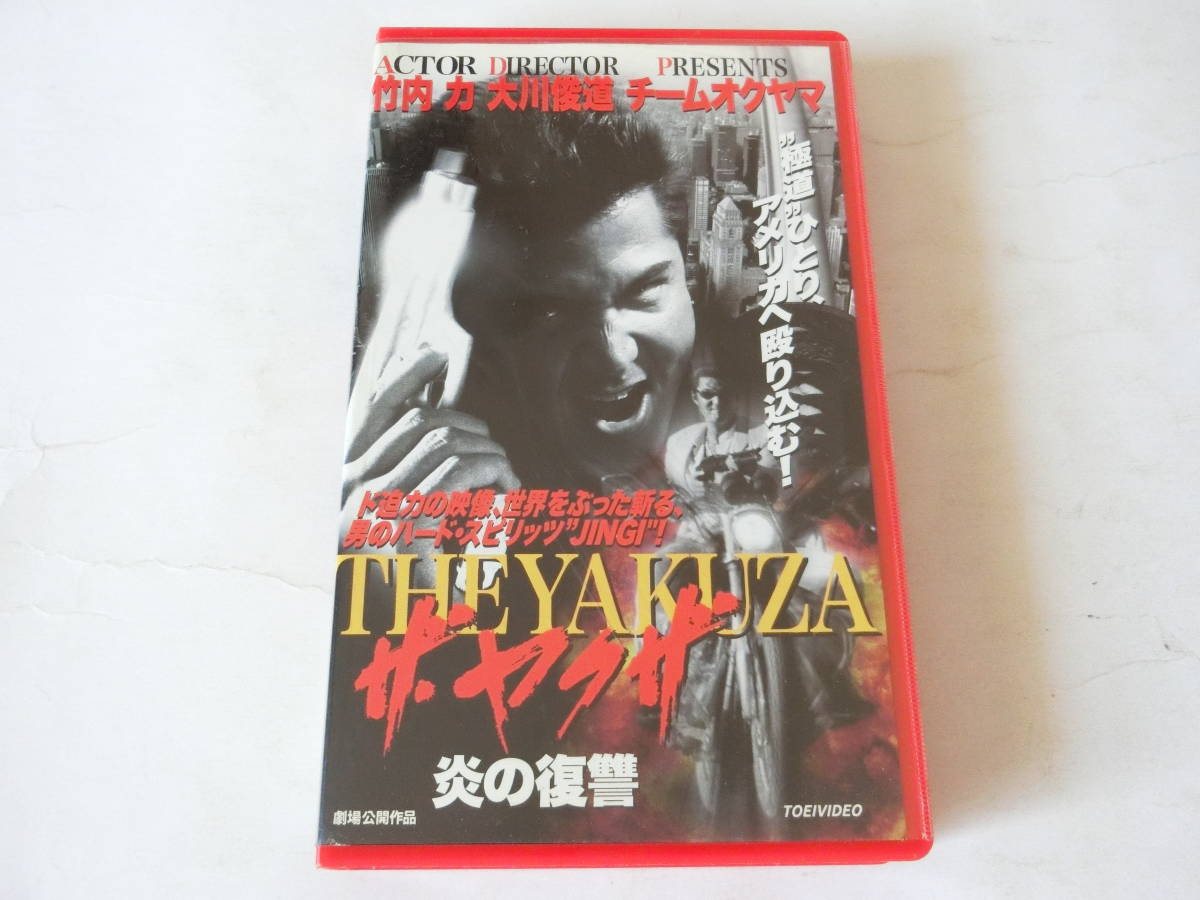 ACTOR DIRECTOR PRESENTS
竹内 力 大川俊道 チームオクヤマ
"極道"ひとり、
アメリカへ殴り込む!
ド迫力の映像、世界をぶった斬る、
男のハード・スピリッツ"JINGI"!
THE YAKUZA
ザ・ヤクザ
炎の復讐
劇場公開作品
TOEIVIDEO